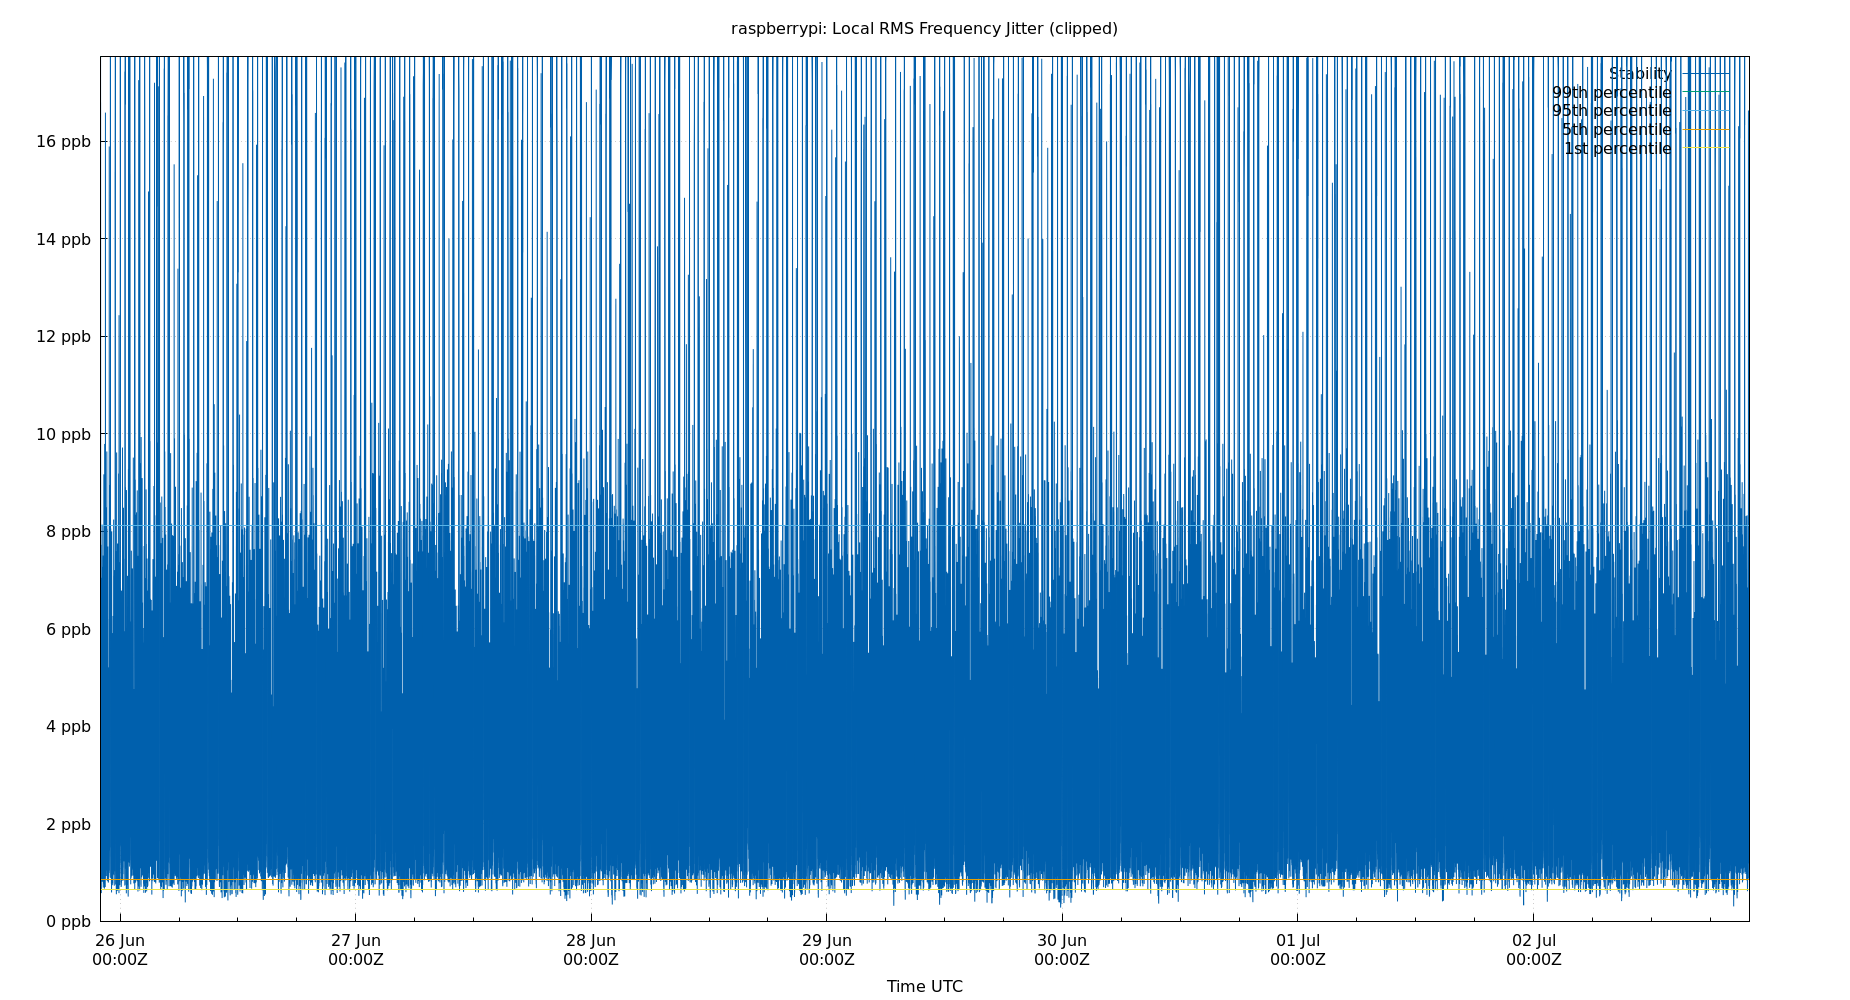 raspberrypi: Local RMS Frequency Jitter (clipped)
Stability
99th percentile
95th percentile
5th percentile
1st percentile
16 ppb
14 ppb
12 ppb
10 ppb
8 ppb
6 ppb
4 ppb
2 ppb
0 ppb
26 Jun 27 Jun 28 Jun 29 Jun 30 Jun 01 Jul 02 Jul
00:00Z 00:00Z 00:00Z 00:00Z 00:00Z 00:00Z 00:00Z
Time UTC